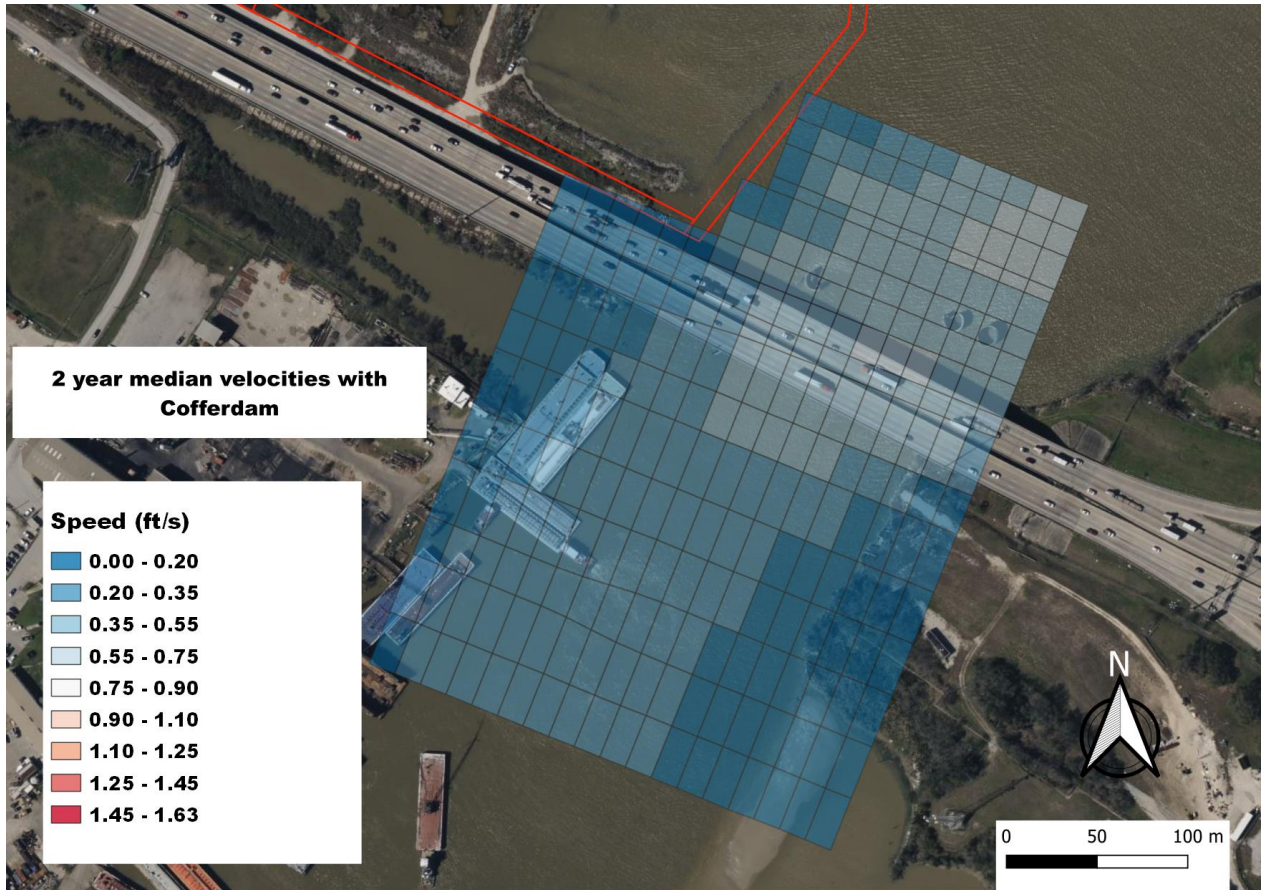 2 year median velocities with
Cofferdam
Speed (ft/s)
0.00 - 0.20
0.20 - 0.35
0.35 - 0.55
0.55 - 0.75
0.75 - 0.90
0.90 - 1.10
1.10 - 1.25
1.25 - 1.45
1.45 - 1.63
N
0 50 100 m